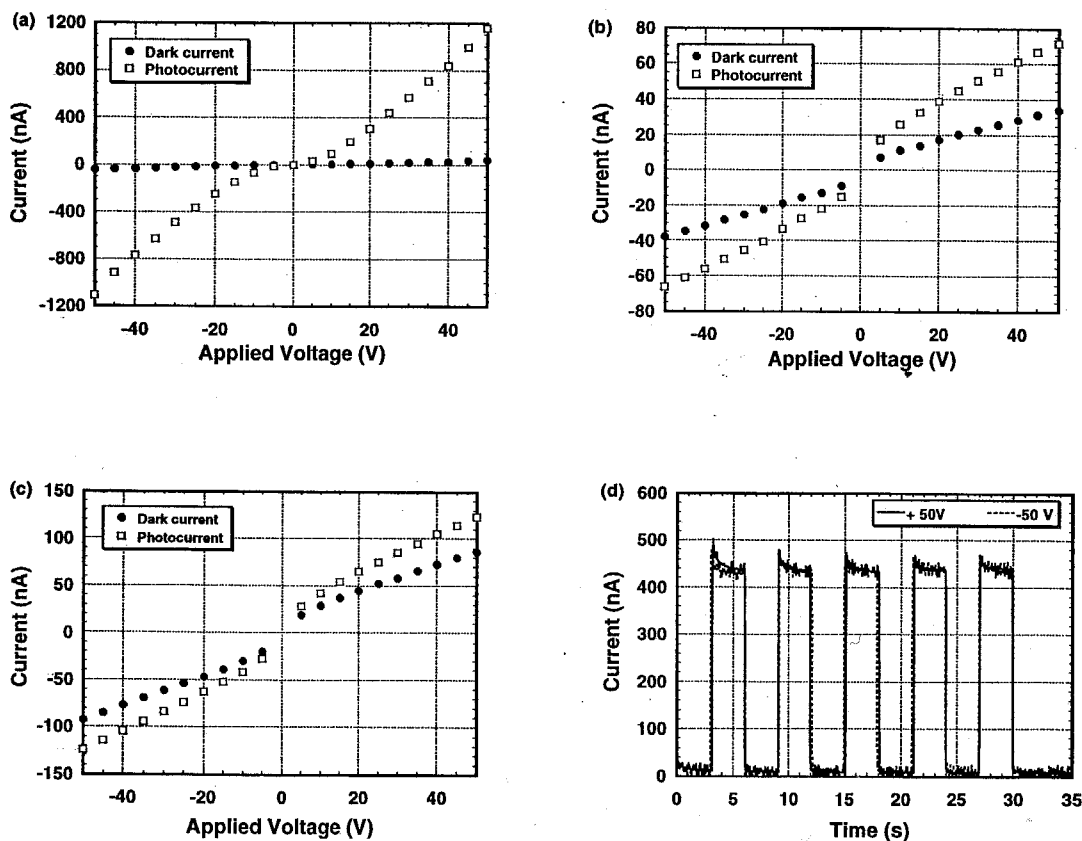 (a)
1200
800
400
0
-400
-800
-1200
Current (nA)
Dark current
Photocurrent
-40 -20 0 20 40
Applied Voltage (V)
(b)
80
60
40
20
0
-20
-40
-60
-80
Current (nA)
Dark current
Photocurrent
-40 -20 0 20 40
Applied Voltage (V)
(c)
150
100
50
0
-50
-100
-150
Current (nA)
Dark current
Photocurrent
-40 -20 0 20 40
Applied Voltage (V)
(d)
600
500
400
300
200
100
0
Current (nA)
+ 50V -50 V
0 5 10 15 20 25 30 35
Time (s)